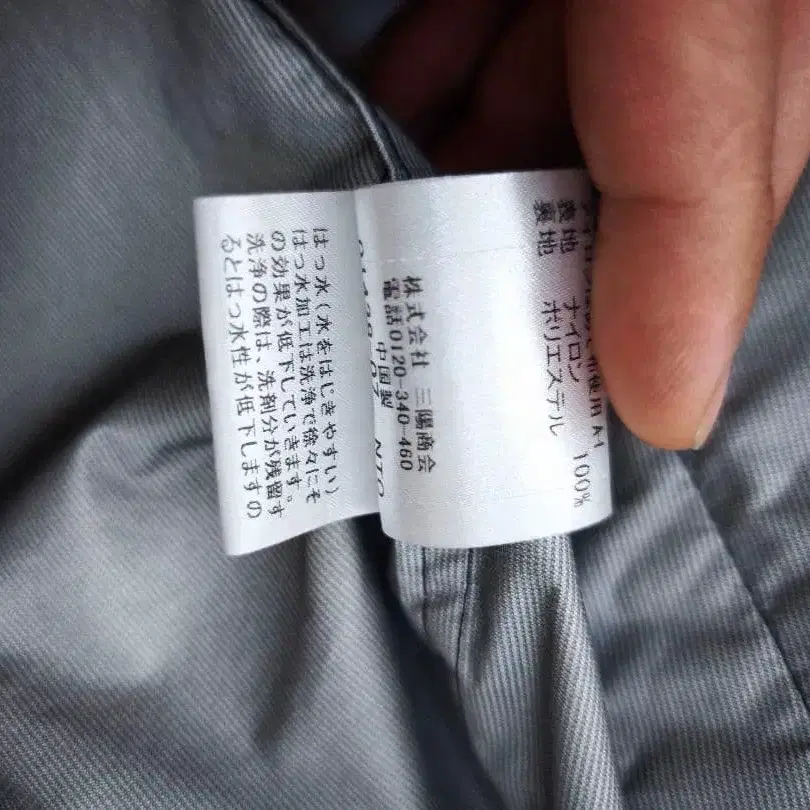 表地 ナイロン 100%
裏地 ポリエステル
株式会社 三陽商会
電話0120-340-460
中国製
はっ水(水をはじきやすい)
はっ水加工は洗浄で徐々にそ
の効果が低下していきます。
洗浄の際は、洗剤分が残留す
るとはっ水性が低下しますの